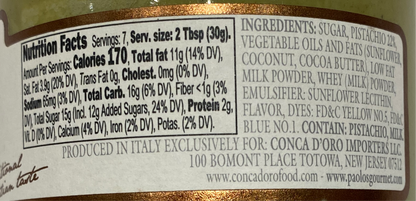 Nutrition Facts Servings: 7, Serv. size: 2 Tbsp (30g).
Amount Per Serving: Calories 170, Total fat 11g (14% DV),
Sat. Fat 3.9g (20% DV), Trans Fat 0g, Cholest. 0mg (0% DV),
Sodium 65mg (3% DV), Total Carb. 16g (6% DV), Fiber <1g (3%
DV), Total Sugar 15g (Incl. 12g Added Sugars, 24% DV), Protein 2g,
Vit. D (0% DV), Calcium (4% DV), Iron (2% DV), Potas. (2% DV).
INGREDIENTS: SUGAR, PISTACHIO 22%,
VEGETABLE OILS AND FATS (SUNFLOWER,
COCONUT, COCOA BUTTER), LOW FAT
MILK POWDER, WHEY (MILK) POWDER,
EMULSIFIER: SUNFLOWER LECITHIN,
FLAVOR, DYES: FD&C YELLOW NO.5, FD&C
BLUE NO.1. CONTAIN: PISTACHIO, MILK
PRODUCED IN ITALY EXCLUSIVELY FOR: CONCA D'ORO IMPORTERS LLC.
100 BOMONT PLACE TOTOWA, NEW JERSEY 07512
www.concadorofood.com - www.paolosgourmet.com
taste